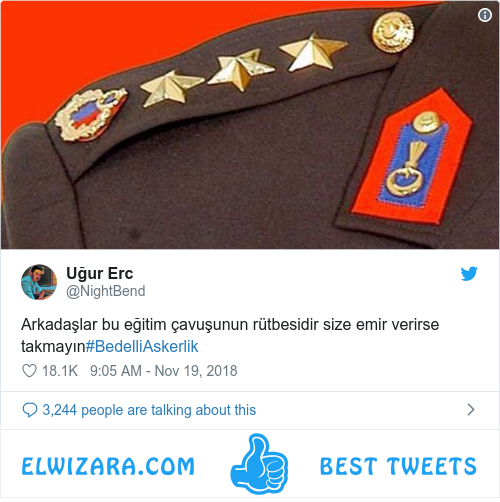 Uğur Erc
@NightBend
Arkadaşlar bu eğitim çavuşunun rütbesidir size emir verirse
takmayın#BedelliAskerlik
18.1K 9:05 AM - Nov 19, 2018
3,244 people are talking about this
ELWIZARA.COM BEST TWEETS